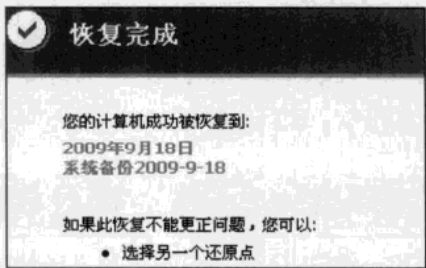 恢复完成
您的计算机成功被恢复到:
2009年9月18日
系统备份2009-9-18
如果此恢复不能更正问题，您可以:
• 选择另一个还原点